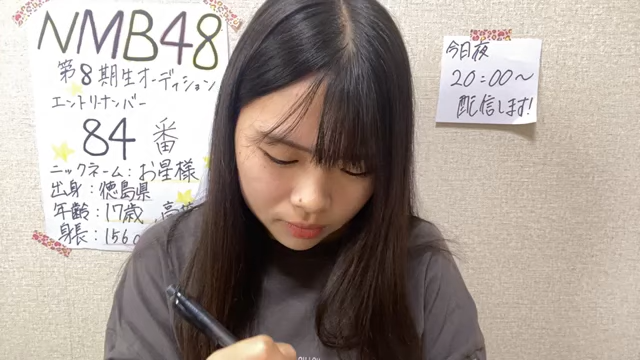 NMB48
第8期生オーディション
エントリーナンバー
84番
ニックネーム:お星様
出身:徳島県
年齢:17歳
身長:156
今日夜
20:00〜
配信します!